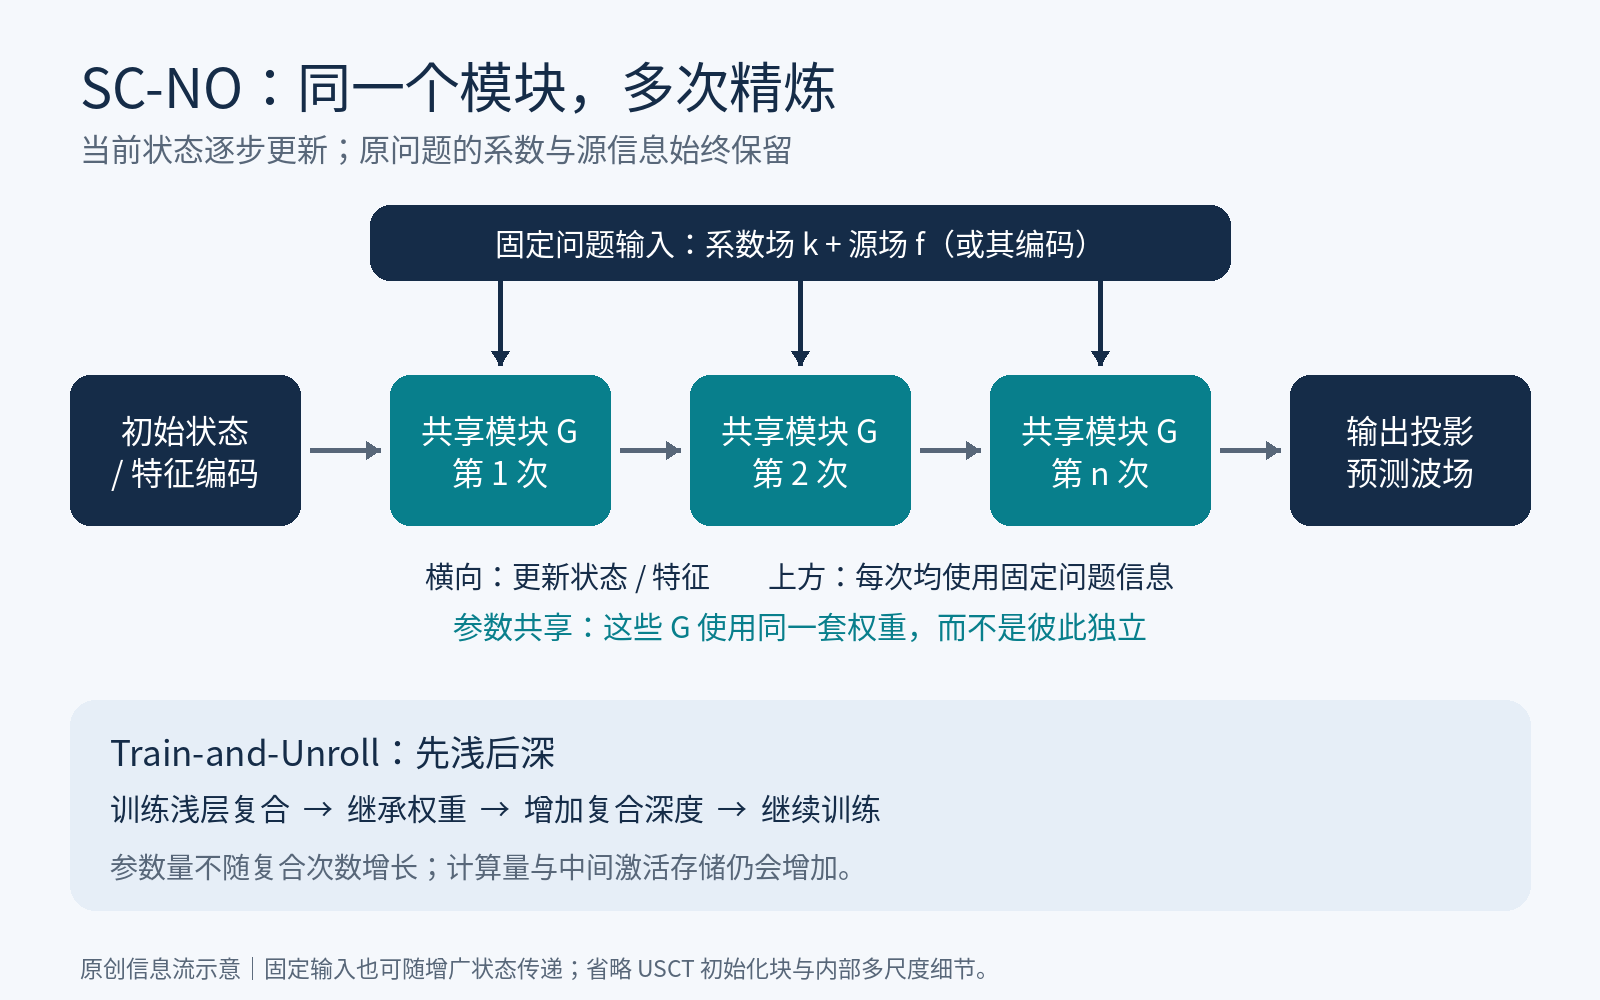 SC-NO：同一个模块，多次精炼
当前状态逐步更新；原问题的系数与源信息始终保留
固定问题输入：系数场 k + 源场 f（或其编码）
初始状态
/ 特征编码
共享模块 G
第 1 次
共享模块 G
第 2 次
共享模块 G
第 n 次
输出投影
预测波场
横向：更新状态 / 特征 上方：每次均使用固定问题信息
参数共享：这些 G 使用同一套权重，而不是彼此独立
Train-and-Unroll：先浅后深
训练浅层复合 → 继承权重 → 增加复合深度 → 继续训练
参数量不随复合次数增长；计算量与中间激活存储仍会增加。
原创信息流示意｜固定输入也可随增广状态传递；省略 USCT 初始化块与内部多尺度细节。